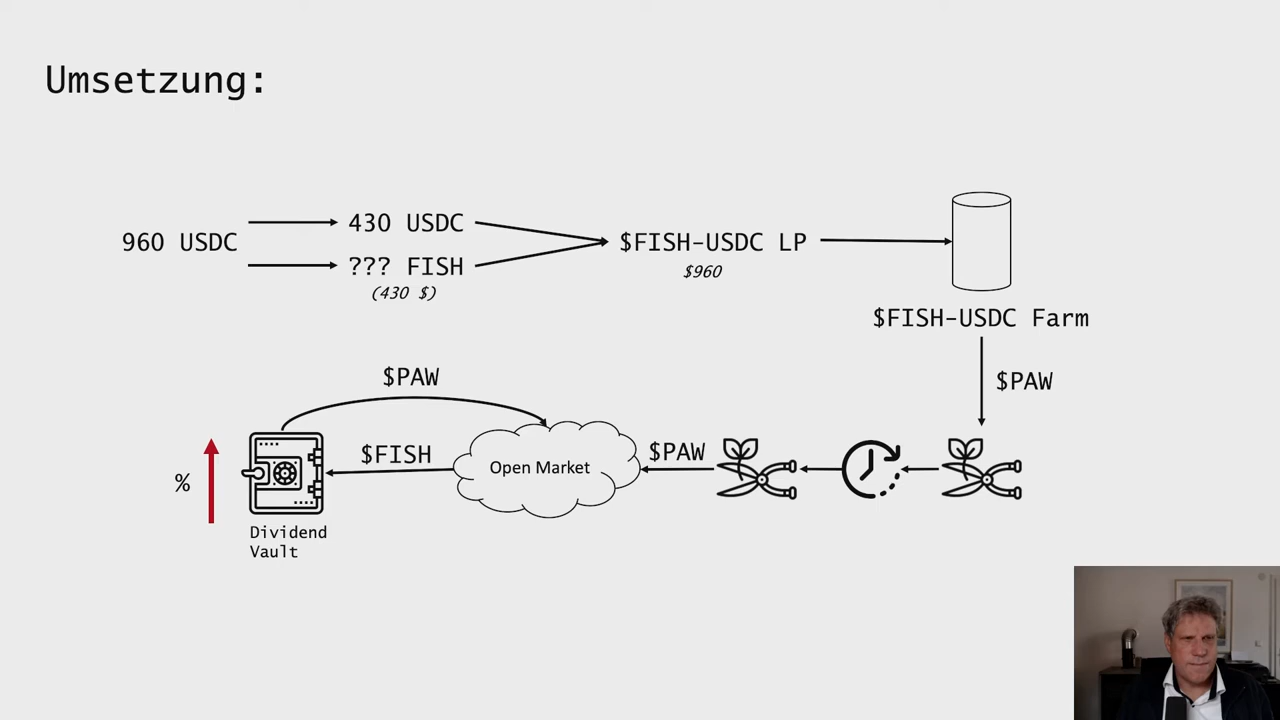 Umsetzung:
960 USDC
430 USDC
??? FISH
(430 $)
$FISH-USDC LP
$960
$FISH-USDC Farm
$PAW
$PAW
$FISH
Open Market
$PAW
%
Dividend
Vault